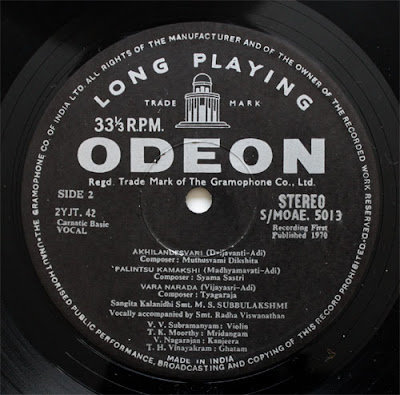 THE GRAMOPHONE CO. OF INDIA LTD. ALL RIGHTS OF THE MANUFACTURER AND OF THE OWNER OF THE RECORDED WORK RESERVED.
UNAUTHORISED PUBLIC PERFORMANCE, BROADCASTING AND COPYING OF THIS RECORD PROHIBITED.
LONG PLAYING
TRADE MARK
33⅓ R.P.M.
ODEON
Regd. Trade Mark of The Gramophone Co., Ltd.
SIDE 2
STEREO
2YJT. 42
S/MOAE. 5013
Carantic Basic
VOCAL
Recording First
Published 1970
AKHILANDESVARI (D-ijavanti-Adi)
Composer : Muthusvami Dikshita
PALINTSU KAMAKSHI (Madhyamavati-Adi)
Composer : Syama Sastri
VARA NARADA (Vijayasri-Adi)
Composer : Tyagaraja
Sangita Kalanidhi Smt. M. S. SUBBULAKSHMI
Vocally accompanied by Smt. Radha Viswanathan
V. V. Subramanyam : Violin
T. K. Moorthy : Mridangam
V. Nagarajan : Kanjeera
T. H. Vinayakram : Ghatam
MADE IN INDIA